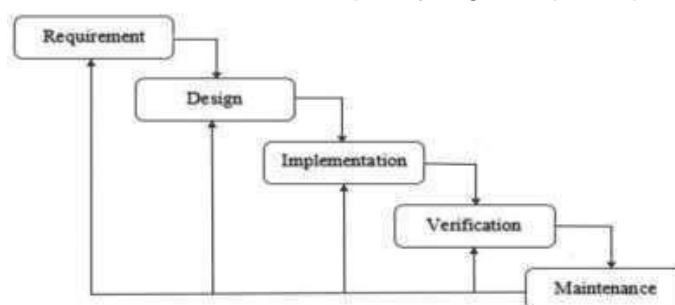 Requirement
Design
Implementation
Verification
Maintenance